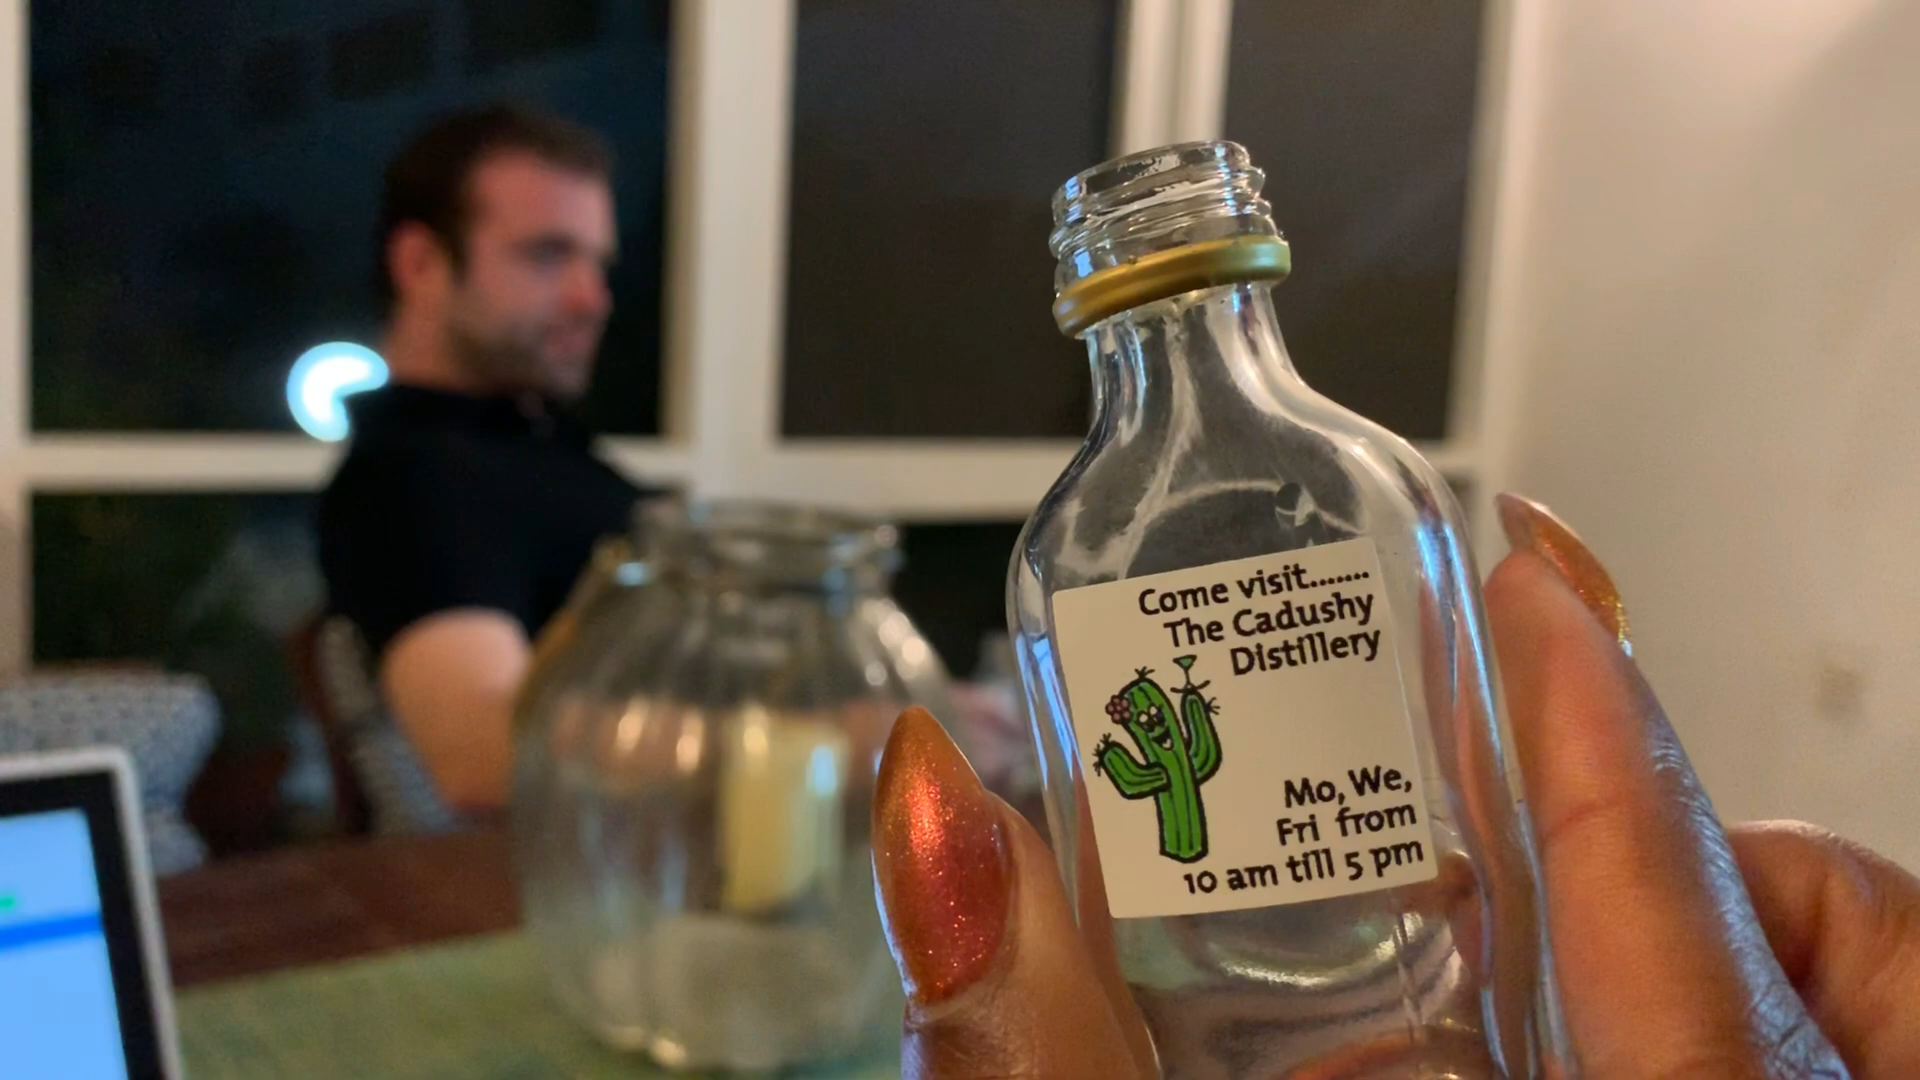 Come visit.......
The Cadushy
Distillery
Mo, We,
Fri from
10 am till 5 pm